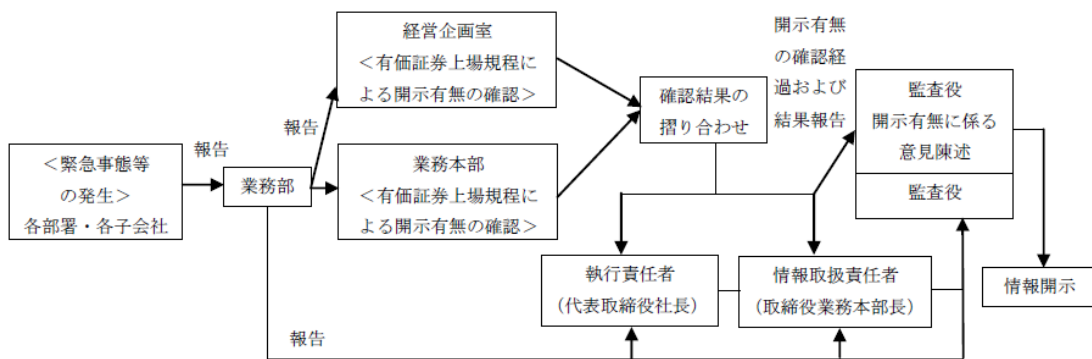 経営企画室
＜有価証券上場規程に
よる開示有無の確認＞
開示有無
の確認経
過および
結果報告
確認結果の
摺り合わせ
監査役
開示有無に係る
意見陳述
監査役
報告
報告
＜緊急事態等
の発生＞
各部署・各子会社
業務部
業務本部
＜有価証券上場規程に
よる開示有無の確認＞
執行責任者
（代表取締役社長）
情報取扱責任者
（取締役業務本部長）
情報開示
報告